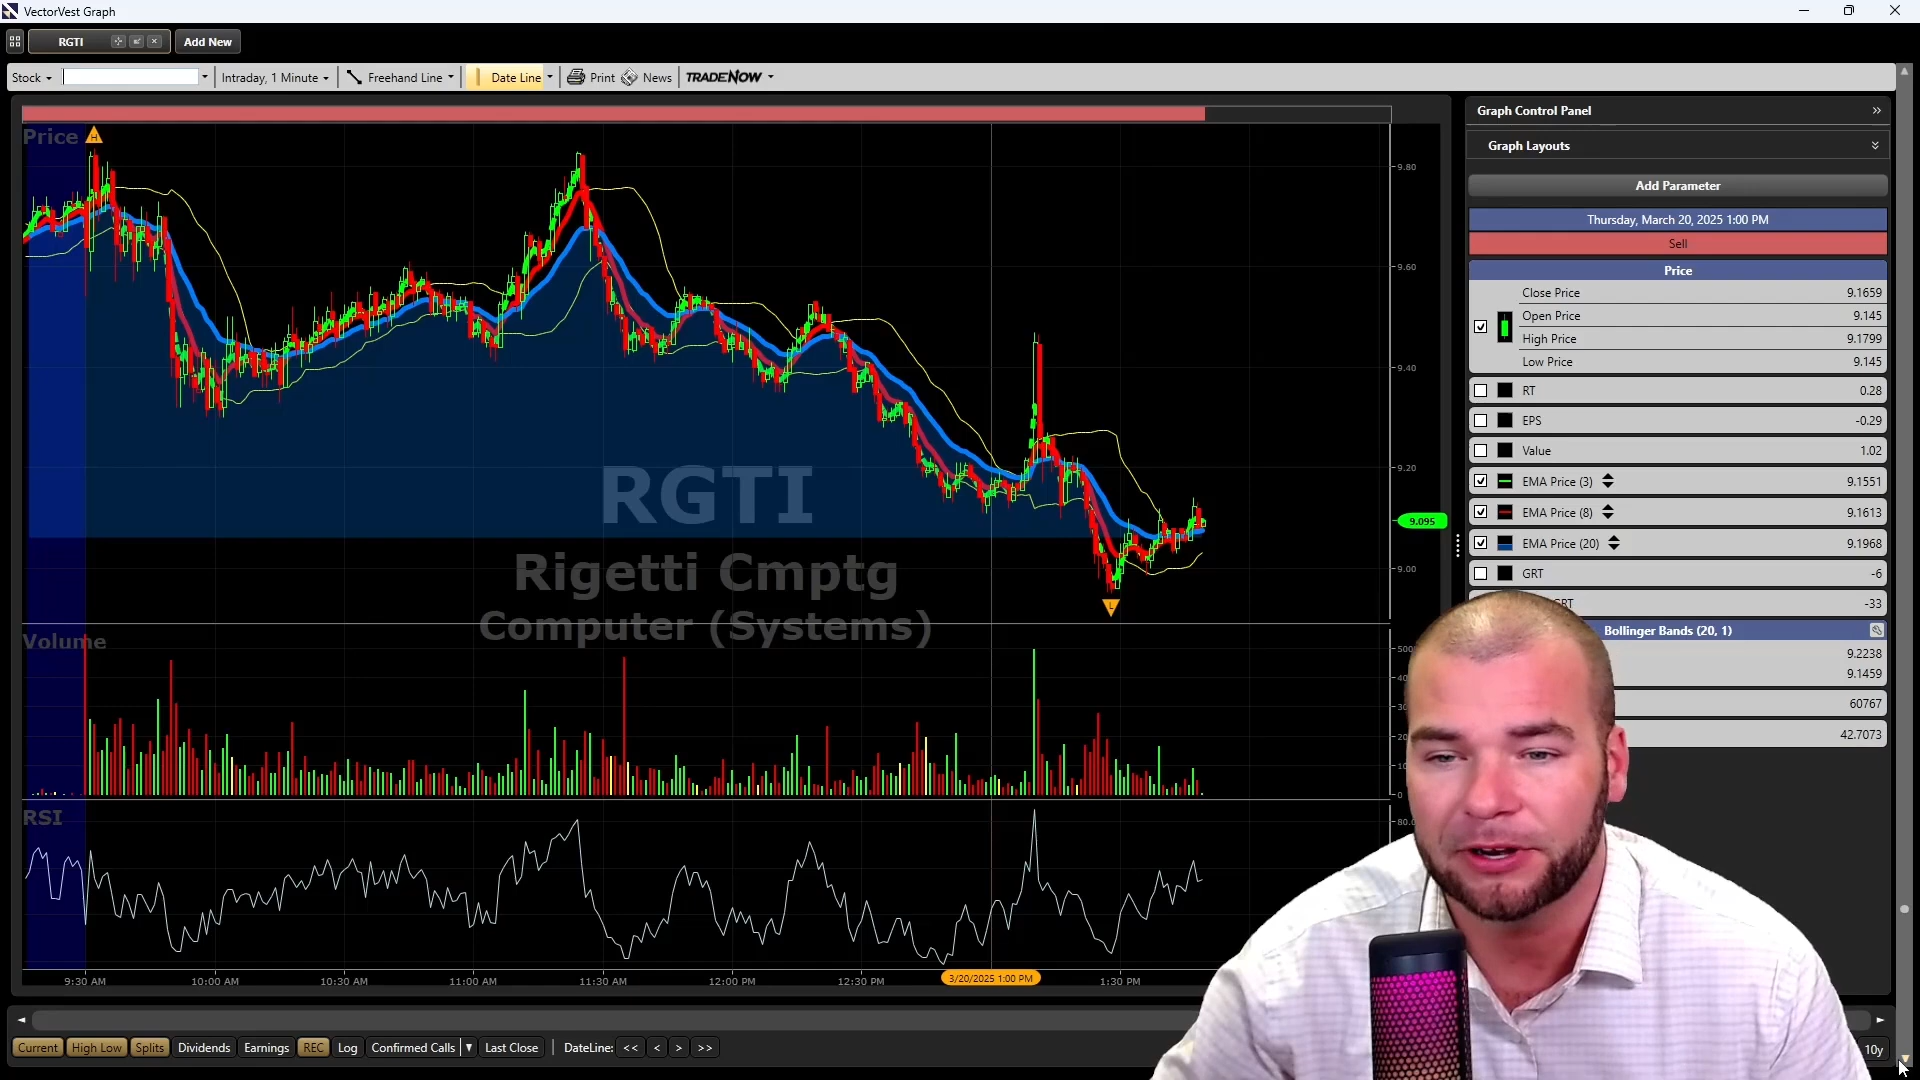 VectorVest Graph
RGTI
Add New
Stock
Intraday, 1 Minute
Freehand Line
Date Line
Print
News
TRADENOW
Price
H
9.80
9.60
9.40
9.20
9.095
9.00
L
RGTI
Rigetti Cmptg
Computer (Systems)
Volume
RSI
9:30 AM
10:00 AM
10:30 AM
11:00 AM
11:30 AM
12:00 PM
12:30 PM
3/20/2025 1:00 PM
1:30 PM
Current
High Low
Splits
Dividends
Earnings
REC
Log
Confirmed Calls
Last Close
DateLine:
<<
<
>
>>
10y
Graph Control Panel
Graph Layouts
Add Parameter
Thursday, March 20, 2025 1:00 PM
Sell
Price
Close Price 9.1659
Open Price 9.145
High Price 9.1799
Low Price 9.145
RT 0.28
EPS -0.29
Value 1.02
EMA Price (3) 9.1551
EMA Price (8) 9.1613
EMA Price (20) 9.1968
GRT -6
-33
Bollinger Bands (20, 1)
9.2238
9.1459
60767
42.7073